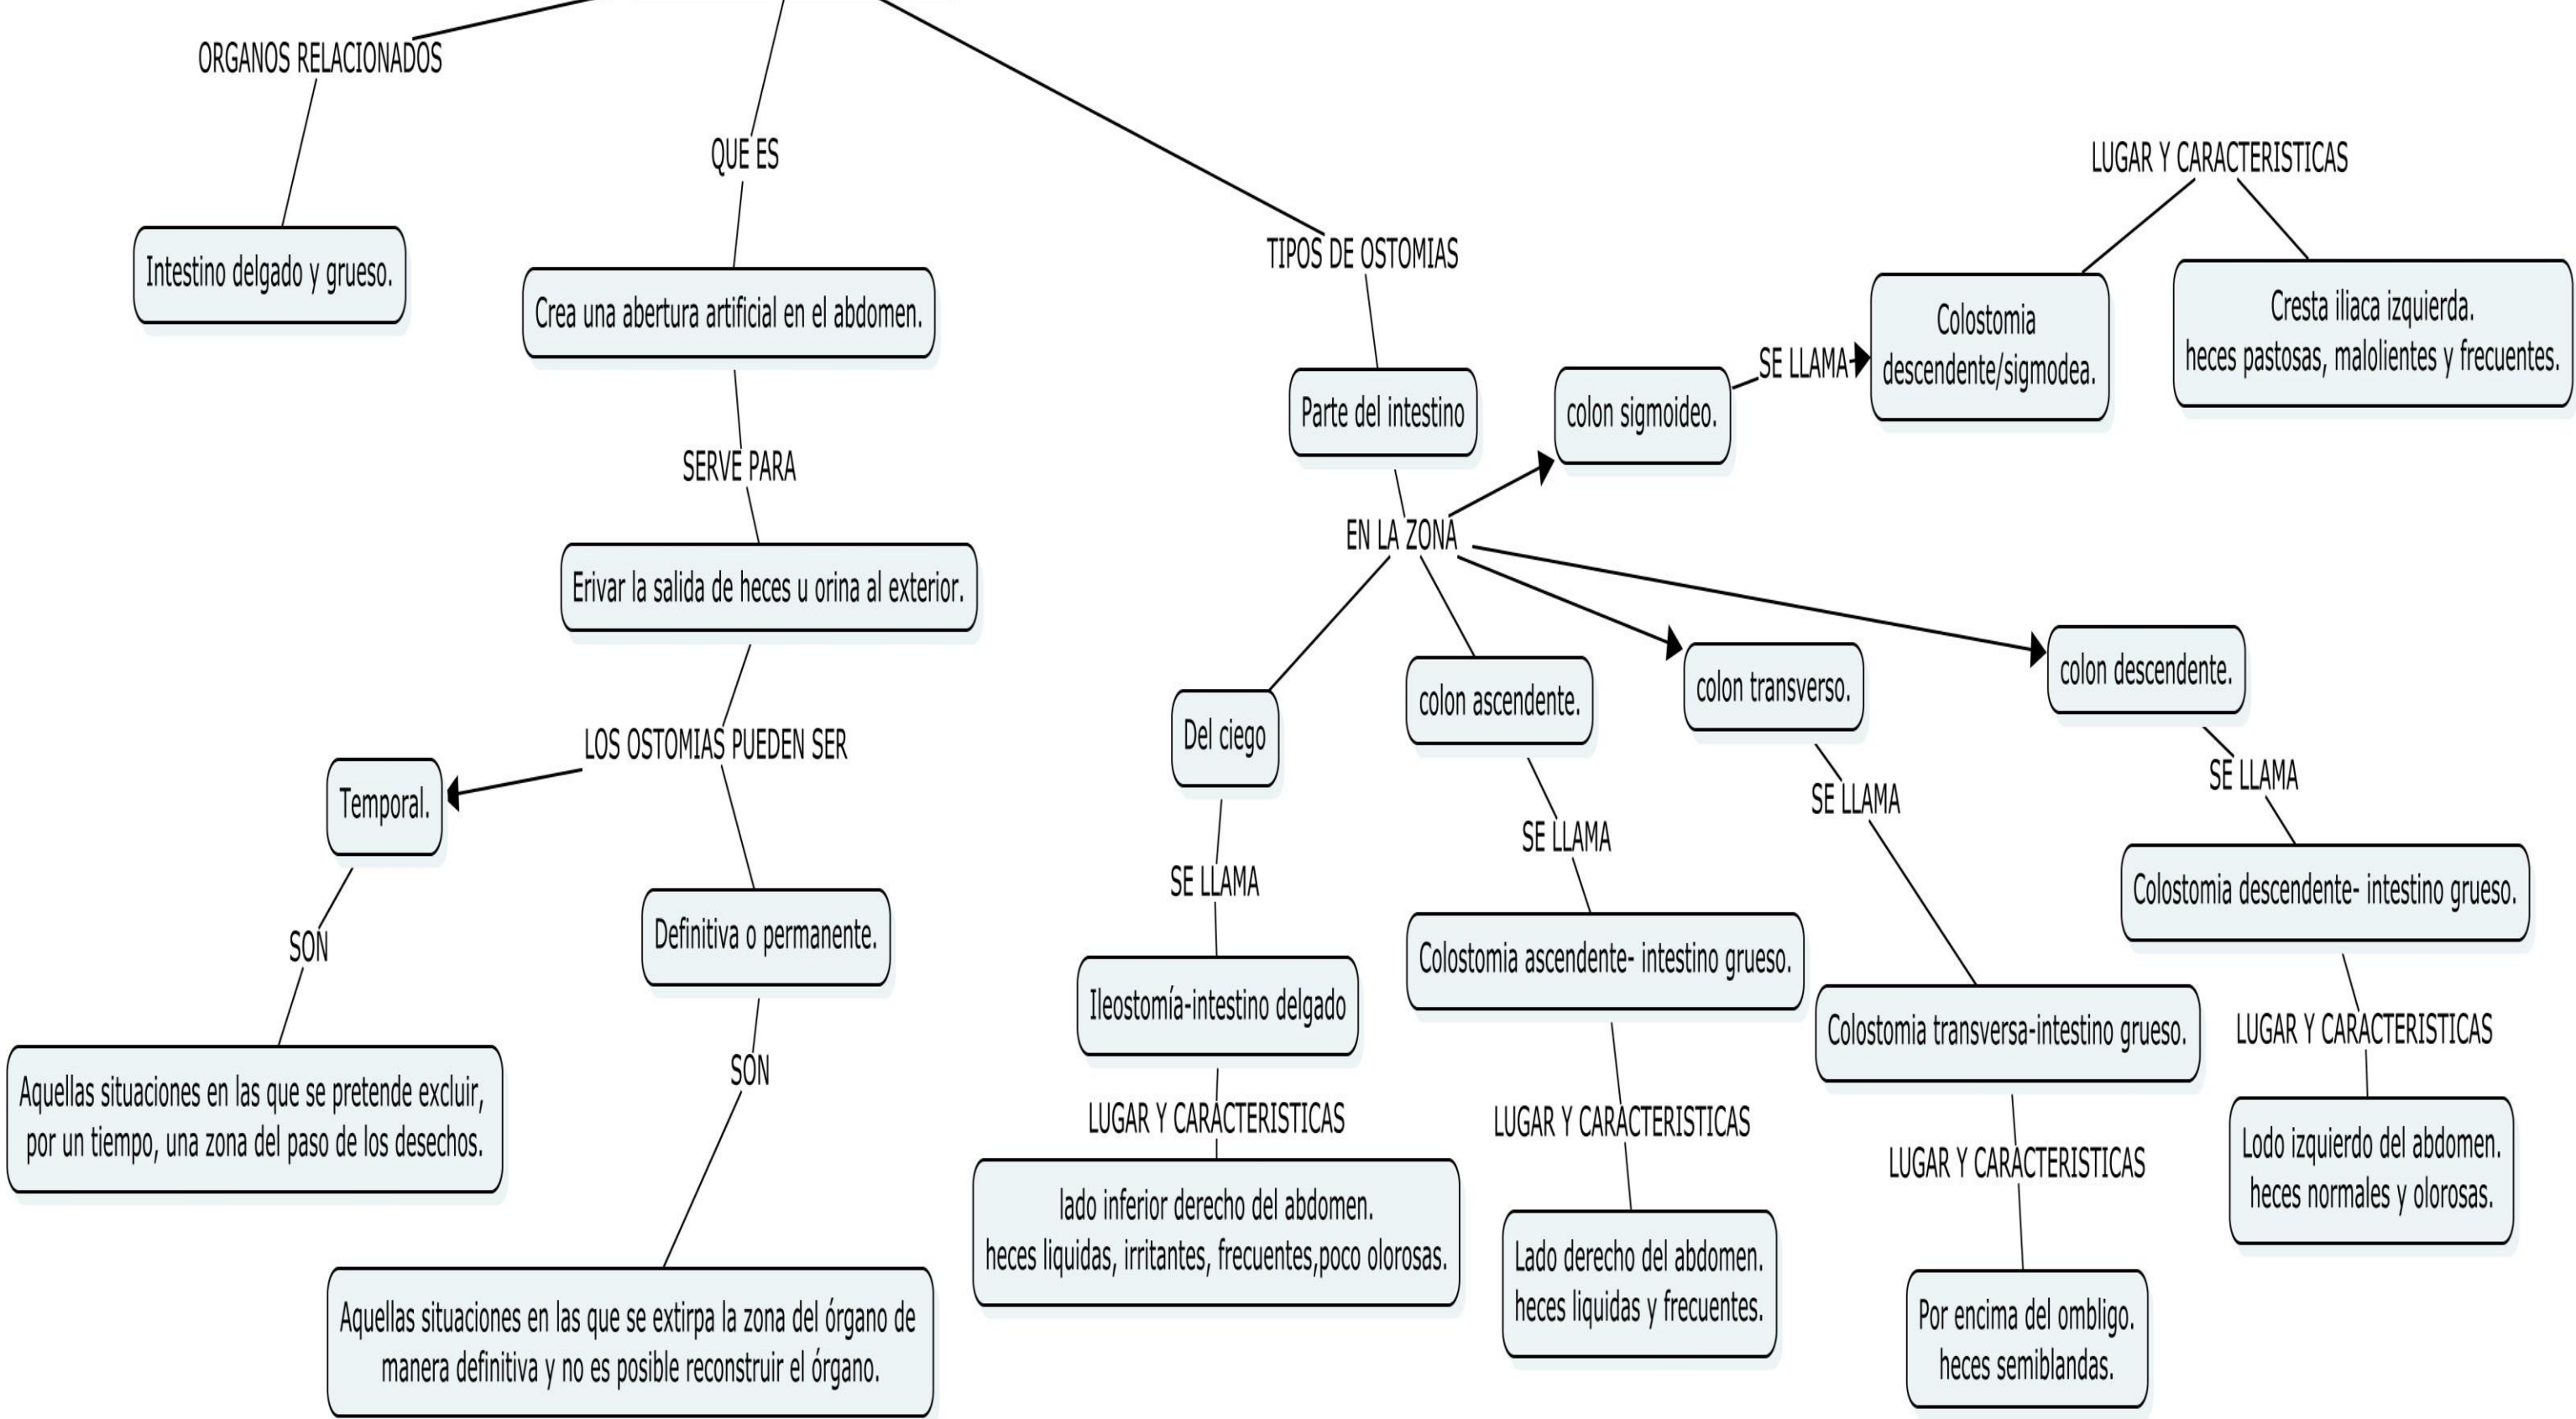 ORGANOS RELACIONADOS
Intestino delgado y grueso.
QUE ES
Crea una abertura artificial en el abdomen.
SERVE PARA
Erivar la salida de heces u orina al exterior.
LOS OSTOMIAS PUEDEN SER
Temporal.
SON
Aquellas situaciones en las que se pretende excluir,
por un tiempo, una zona del paso de los desechos.
Definitiva o permanente.
SON
Aquellas situaciones en las que se extirpa la zona del órgano de
manera definitiva y no es posible reconstruir el órgano.
TIPOS DE OSTOMIAS
Parte del intestino
EN LA ZONA
Del ciego
SE LLAMA
Ileostomía-intestino delgado
LUGAR Y CARACTERISTICAS
lado inferior derecho del abdomen.
heces liquidas, irritantes, frecuentes,poco olorosas.
colon ascendente.
SE LLAMA
Colostomia ascendente- intestino grueso.
LUGAR Y CARACTERISTICAS
Lado derecho del abdomen.
heces liquidas y frecuentes.
colon transverso.
SE LLAMA
Colostomia transversa-intestino grueso.
LUGAR Y CARACTERISTICAS
Por encima del ombligo.
heces semiblandas.
colon descendente.
SE LLAMA
Colostomia descendente- intestino grueso.
LUGAR Y CARACTERISTICAS
Lodo izquierdo del abdomen.
heces normales y olorosas.
colon sigmoideo.
SE LLAMA
Colostomia
descendente/sigmodea.
LUGAR Y CARACTERISTICAS
Cresta iliaca izquierda.
heces pastosas, malolientes y frecuentes.